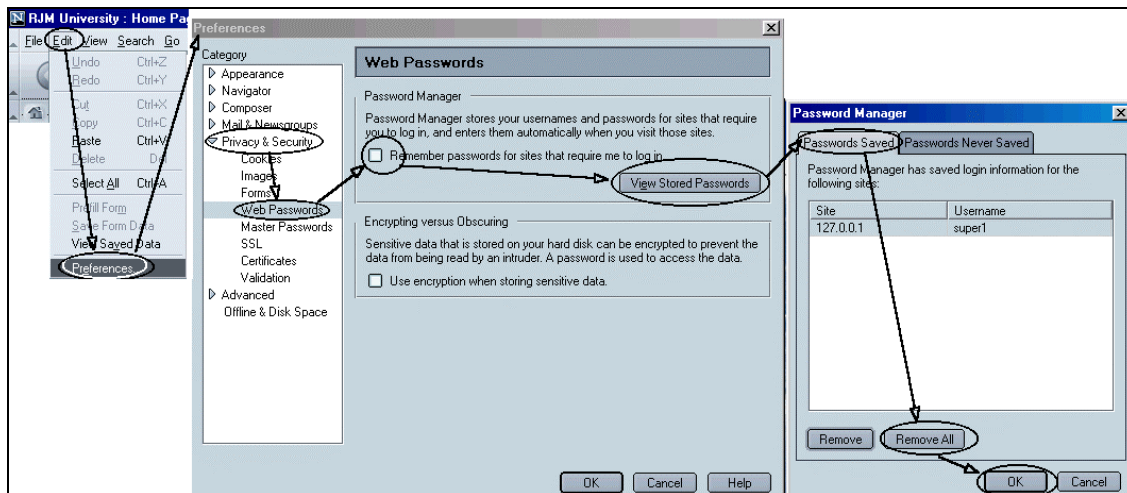 RJM University : Home Pag
File Edit View Search Go
Undo Ctrl+Z
Redo Ctrl+Y
Cut Ctrl+X
Copy Ctrl+C
Paste Ctrl+V
Delete Del
Select All Ctrl+A
Prefill Form
Save Form Data
View Saved Data
Preferences...
Preferences
Category
Appearance
Navigator
Composer
Mail & Newsgroups
Privacy & Security
Cookies
Images
Forms
Web Passwords
Master Passwords
SSL
Certificates
Validation
Advanced
Offline & Disk Space
Web Passwords
Password Manager
Password Manager stores your usernames and passwords for sites that require
you to log in, and enters them automatically when you visit those sites.
Remember passwords for sites that require me to log in.
View Stored Passwords
Encrypting versus Obscuring
Sensitive data that is stored on your hard disk can be encrypted to prevent the
data from being read by an intruder. A password is used to access the data.
Use encryption when storing sensitive data.
OK Cancel Help
Password Manager
Passwords Saved Passwords Never Saved
Password Manager has saved login information for the
following sites:
Site Username
127.0.0.1 super1
Remove Remove All
OK Cancel